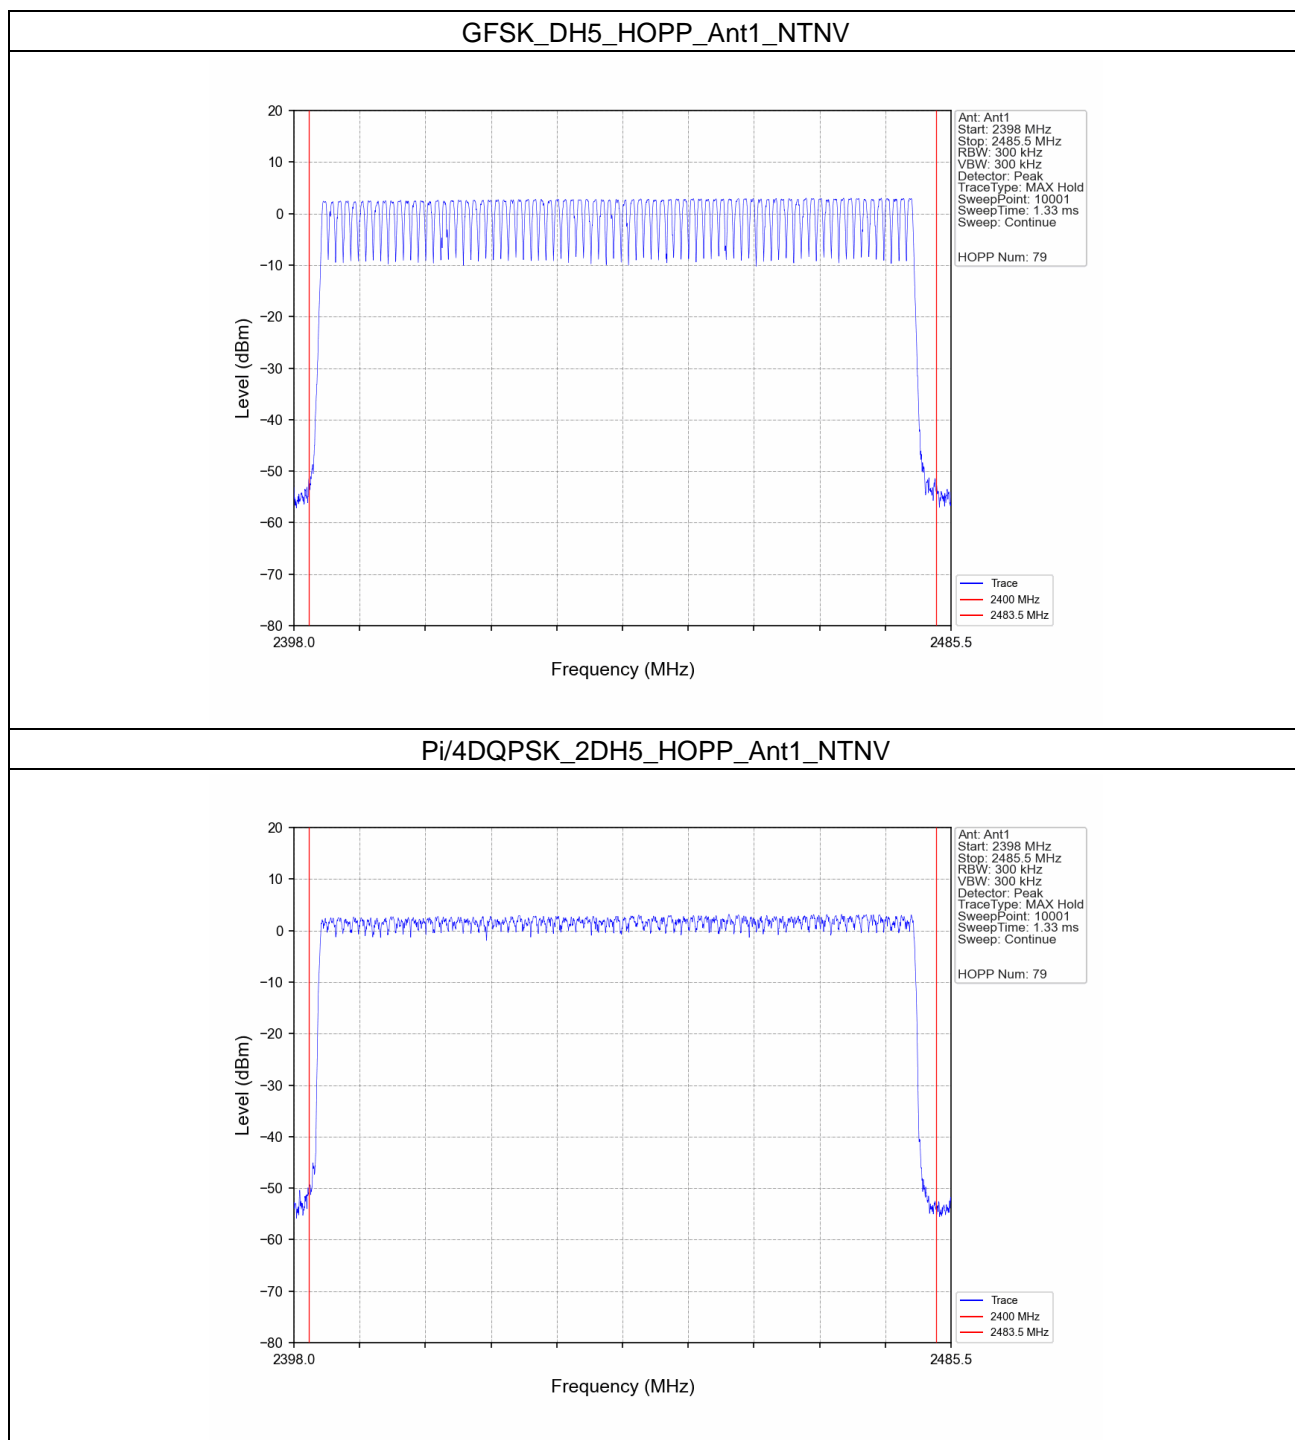 GFSK_DH5_HOPP_Ant1_NTNV
20
10
0
−10
−20
−30
−40
−50
−60
−70
−80
Level (dBm)
2398.0
2485.5
Frequency (MHz)
Ant: Ant1
Start: 2398 MHz
Stop: 2485.5 MHz
RBW: 300 kHz
VBW: 300 kHz
Detector: Peak
TraceType: MAX Hold
SweepPoint: 10001
SweepTime: 1.33 ms
Sweep: Continue
HOPP Num: 79
Trace
2400 MHz
2483.5 MHz
Pi/4DQPSK_2DH5_HOPP_Ant1_NTNV
20
10
0
−10
−20
−30
−40
−50
−60
−70
−80
Level (dBm)
2398.0
2485.5
Frequency (MHz)
Ant: Ant1
Start: 2398 MHz
Stop: 2485.5 MHz
RBW: 300 kHz
VBW: 300 kHz
Detector: Peak
TraceType: MAX Hold
SweepPoint: 10001
SweepTime: 1.33 ms
Sweep: Continue
HOPP Num: 79
Trace
2400 MHz
2483.5 MHz